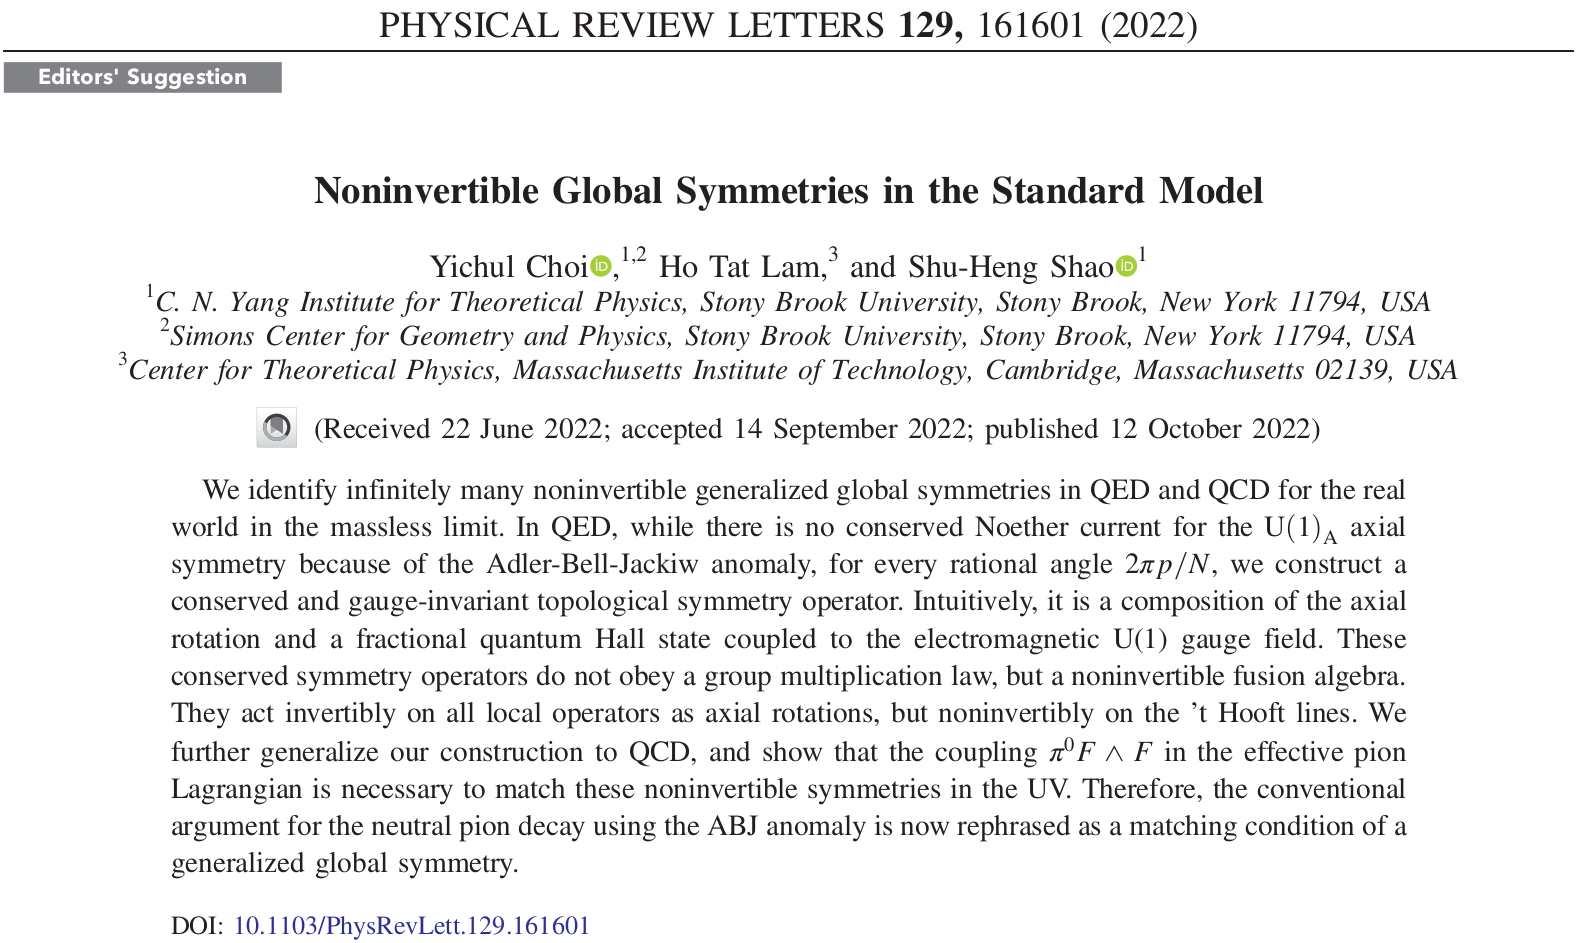 PHYSICAL REVIEW LETTERS 129, 161601 (2022)
Editors' Suggestion
Noninvertible Global Symmetries in the Standard Model
Yichul Choi iD,1,2 Ho Tat Lam,3 and Shu-Heng Shao iD 1
1C. N. Yang Institute for Theoretical Physics, Stony Brook University, Stony Brook, New York 11794, USA
2Simons Center for Geometry and Physics, Stony Brook University, Stony Brook, New York 11794, USA
3Center for Theoretical Physics, Massachusetts Institute of Technology, Cambridge, Massachusetts 02139, USA
(Received 22 June 2022; accepted 14 September 2022; published 12 October 2022)
We identify infinitely many noninvertible generalized global symmetries in QED and QCD for the real
world in the massless limit. In QED, while there is no conserved Noether current for the U(1)A axial
symmetry because of the Adler-Bell-Jackiw anomaly, for every rational angle 2πp/N, we construct a
conserved and gauge-invariant topological symmetry operator. Intuitively, it is a composition of the axial
rotation and a fractional quantum Hall state coupled to the electromagnetic U(1) gauge field. These
conserved symmetry operators do not obey a group multiplication law, but a noninvertible fusion algebra.
They act invertibly on all local operators as axial rotations, but noninvertibly on the ’t Hooft lines. We
further generalize our construction to QCD, and show that the coupling π0F ∧ F in the effective pion
Lagrangian is necessary to match these noninvertible symmetries in the UV. Therefore, the conventional
argument for the neutral pion decay using the ABJ anomaly is now rephrased as a matching condition of a
generalized global symmetry.
DOI: 10.1103/PhysRevLett.129.161601